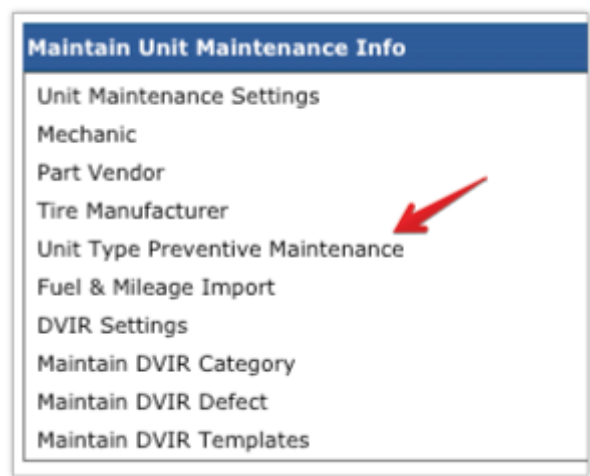 Maintain Unit Maintenance Info
Unit Maintenance Settings
Mechanic
Part Vendor
Tire Manufacturer
Unit Type Preventive Maintenance
Fuel & Mileage Import
DVIR Settings
Maintain DVIR Category
Maintain DVIR Defect
Maintain DVIR Templates